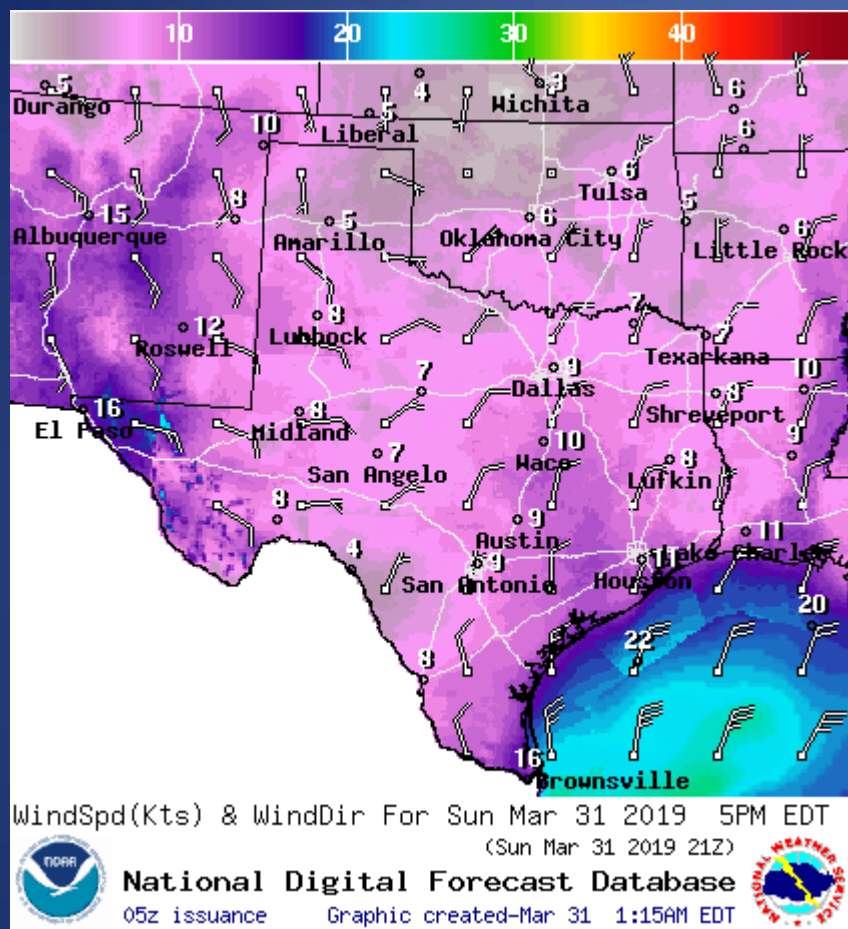 10 20 30 40
5 4 3 6
Durango Liberal 5 Wichita
10 6
Tulsa 6
15 8 5 6 5 6
Albuquerque Amarillo Oklahoma City Little Rock
12 8 7 7
Roswell Lubbock Texarkana
7 9 10
Dallas
16 8 8
El Paso Midland Shreveport
7 10 8 9
San Angelo Waco Lufkin
8 9 11
Austin
4 9 11 Lake Charles
San Antonio Houston
20
22
8
16
Brownsville
WindSpd(Kts) & WindDir For Sun Mar 31 2019 5PM EDT
(Sun Mar 31 2019 21Z)
NOAA
National Digital Forecast Database
05z issuance Graphic created-Mar 31 1:15AM EDT
NATIONAL WEATHER SERVICE